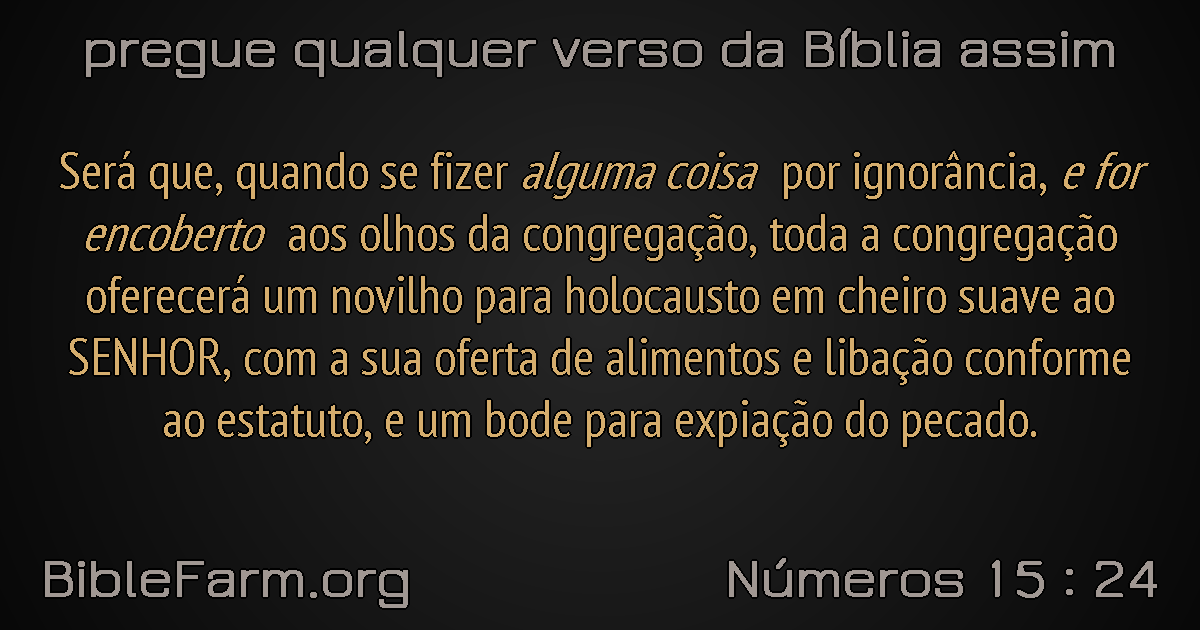 pregue qualquer verso da Bíblia assim
Será que, quando se fizer alguma coisa por ignorância, e for
encoberto aos olhos da congregação, toda a congregação
oferecerá um novilho para holocausto em cheiro suave ao
SENHOR, com a sua oferta de alimentos e libação conforme
ao estatuto, e um bode para expiação do pecado.
BibleFarm.org
Números 15 : 24